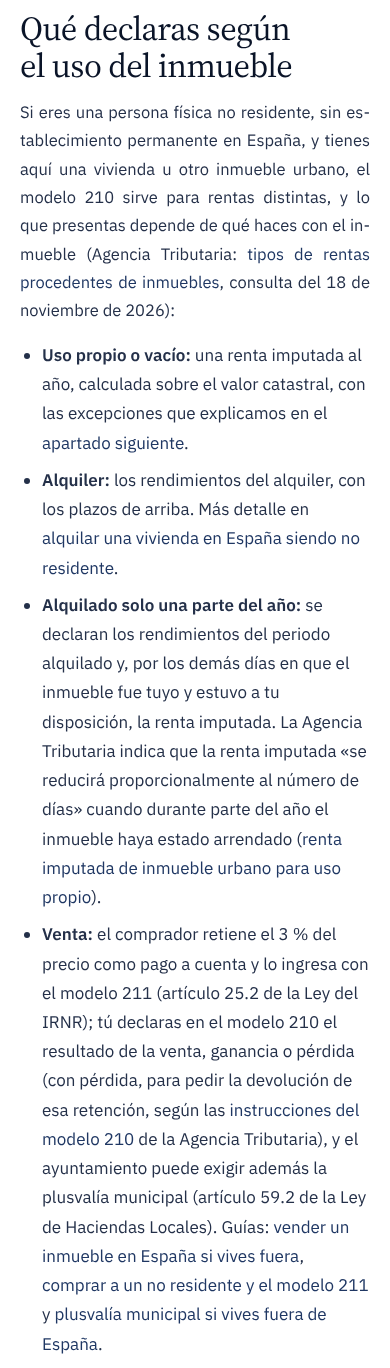 Qué declaras según
el uso del inmueble
Si eres una persona física no residente, sin es-
tablecimiento permanente en España, y tienes
aquí una vivienda u otro inmueble urbano, el
modelo 210 sirve para rentas distintas, y lo
que presentas depende de qué haces con el in-
mueble (Agencia Tributaria: tipos de rentas
procedentes de inmuebles, consulta del 18 de
noviembre de 2026):
• Uso propio o vacío: una renta imputada al
año, calculada sobre el valor catastral, con
las excepciones que explicamos en el
apartado siguiente.
• Alquiler: los rendimientos del alquiler, con
los plazos de arriba. Más detalle en
alquilar una vivienda en España siendo no
residente.
• Alquilado solo una parte del año: se
declaran los rendimientos del periodo
alquilado y, por los demás días en que el
inmueble fue tuyo y estuvo a tu
disposición, la renta imputada. La Agencia
Tributaria indica que la renta imputada «se
reducirá proporcionalmente al número de
días» cuando durante parte del año el
inmueble haya estado arrendado (renta
imputada de inmueble urbano para uso
propio).
• Venta: el comprador retiene el 3 % del
precio como pago a cuenta y lo ingresa con
el modelo 211 (artículo 25.2 de la Ley del
IRNR); tú declaras en el modelo 210 el
resultado de la venta, ganancia o pérdida
(con pérdida, para pedir la devolución de
esa retención, según las instrucciones del
modelo 210 de la Agencia Tributaria), y el
ayuntamiento puede exigir además la
plusvalía municipal (artículo 59.2 de la Ley
de Haciendas Locales). Guías: vender un
inmueble en España si vives fuera,
comprar a un no residente y el modelo 211
y plusvalía municipal si vives fuera de
España.